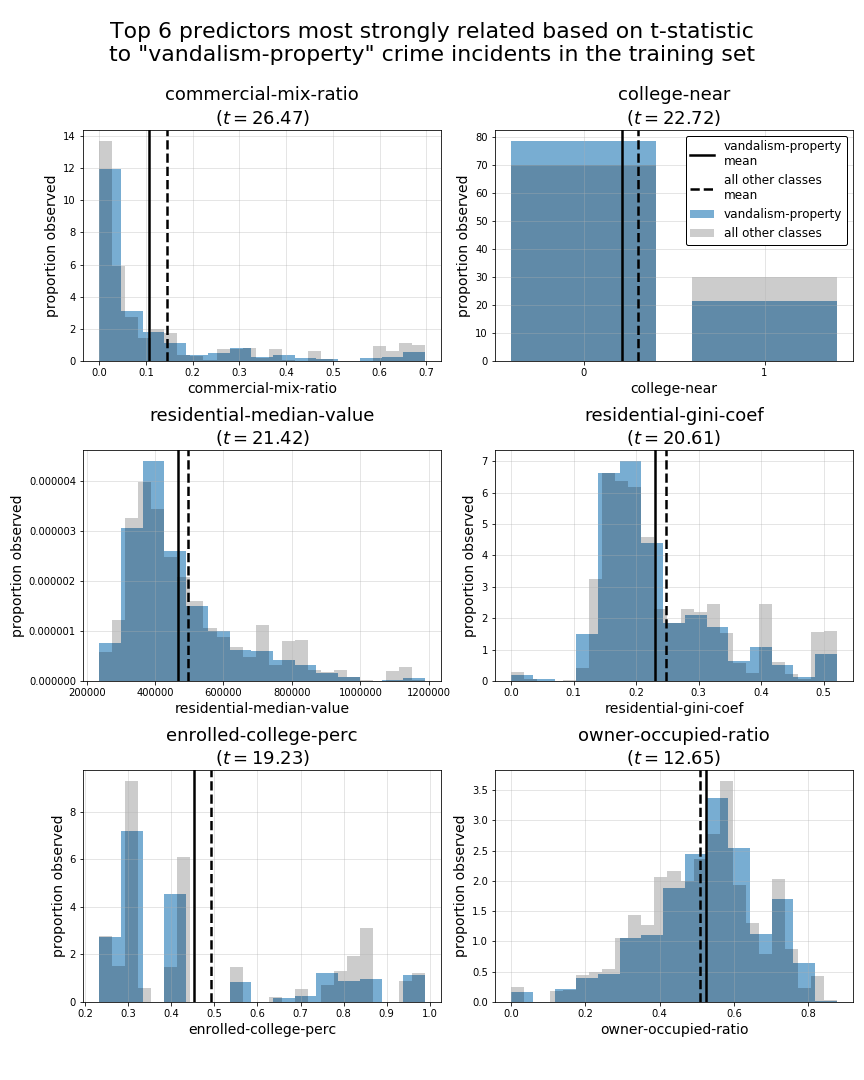 Top 6 predictors most strongly related based on t-statistic
to "vandalism-property" crime incidents in the training set
commercial-mix-ratio
(t = 26.47)
14
12
10
8
6
4
2
0
proportion observed
0.0 0.1 0.2 0.3 0.4 0.5 0.6 0.7
commercial-mix-ratio
college-near
(t = 22.72)
80
70
60
50
40
30
20
10
0
proportion observed
vandalism-property
mean
all other classes
mean
vandalism-property
all other classes
0 1
college-near
residential-median-value
(t = 21.42)
0.000004
0.000003
0.000002
0.000001
0.000000
proportion observed
200000 400000 600000 800000 1000000 1200000
residential-median-value
residential-gini-coef
(t = 20.61)
7
6
5
4
3
2
1
0
proportion observed
0.0 0.1 0.2 0.3 0.4 0.5
residential-gini-coef
enrolled-college-perc
(t = 19.23)
8
6
4
2
0
proportion observed
0.2 0.3 0.4 0.5 0.6 0.7 0.8 0.9 1.0
enrolled-college-perc
owner-occupied-ratio
(t = 12.65)
3.5
3.0
2.5
2.0
1.5
1.0
0.5
0.0
proportion observed
0.0 0.2 0.4 0.6 0.8
owner-occupied-ratio